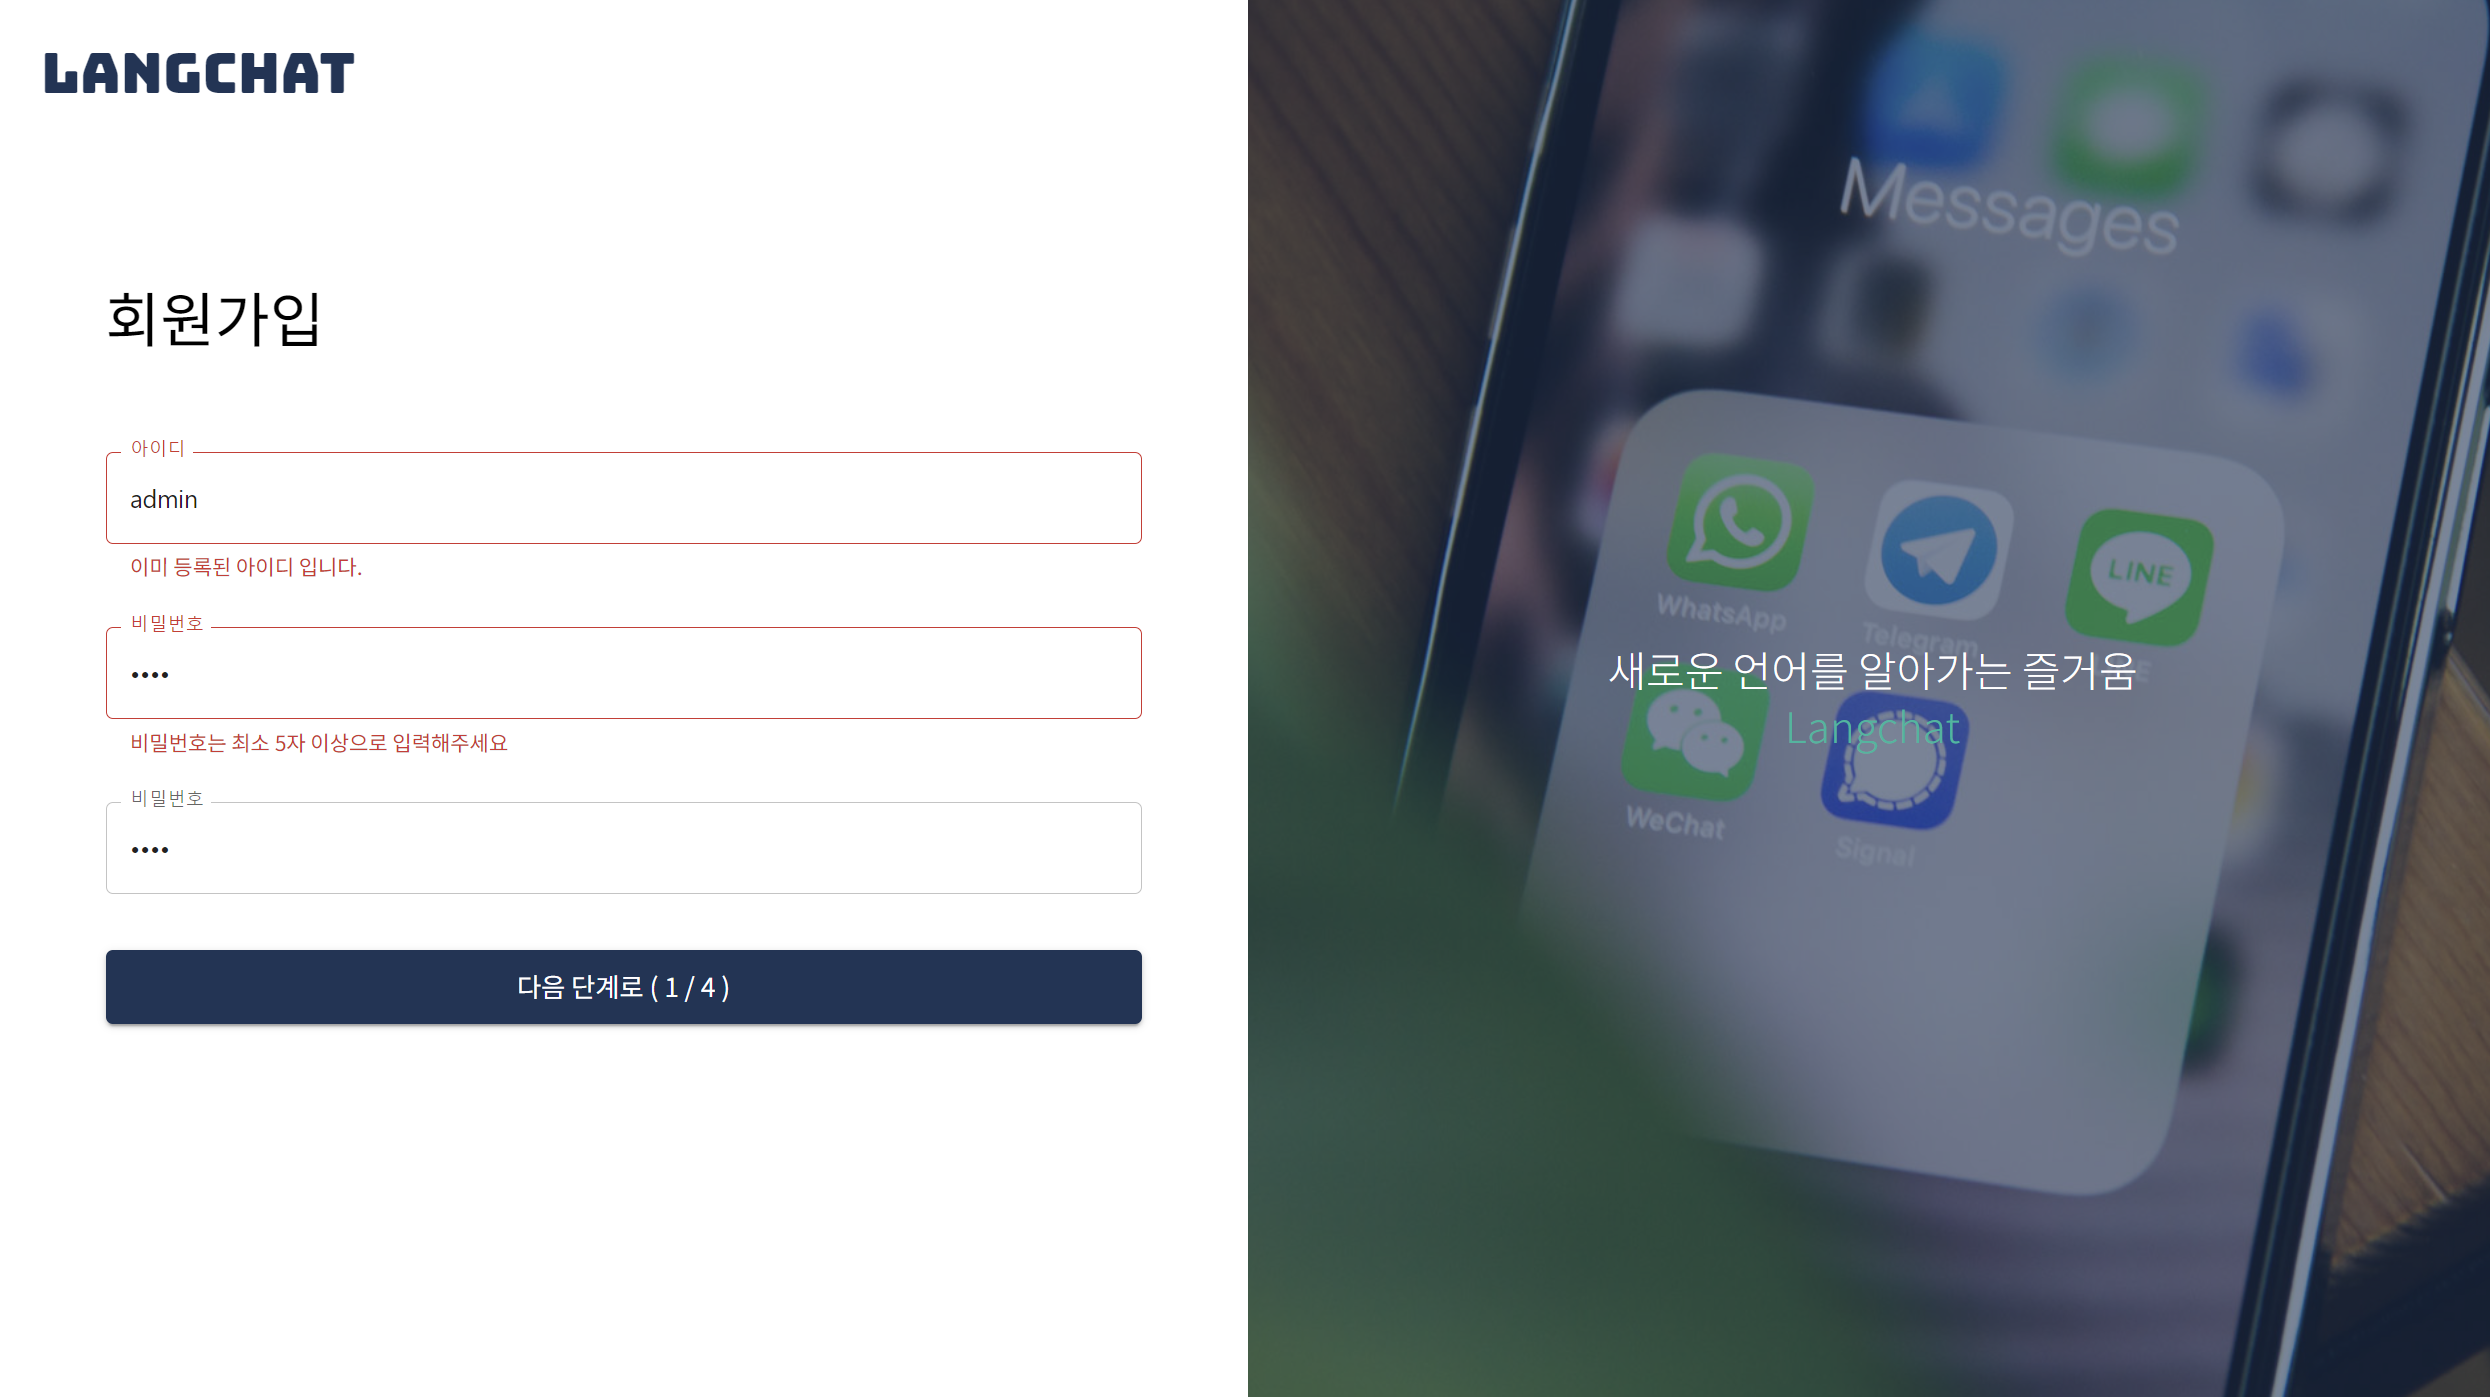 LANGCHAT
회원가입
아이디
admin
이미 등록된 아이디 입니다.
비밀번호
••••
비밀번호는 최소 5자 이상으로 입력해주세요
비밀번호
••••
다음 단계로 ( 1 / 4 )
Messages
LINE
WhatsApp
Telegram
새로운 언어를 알아가는 즐거움
Langchat
WeChat
Signal